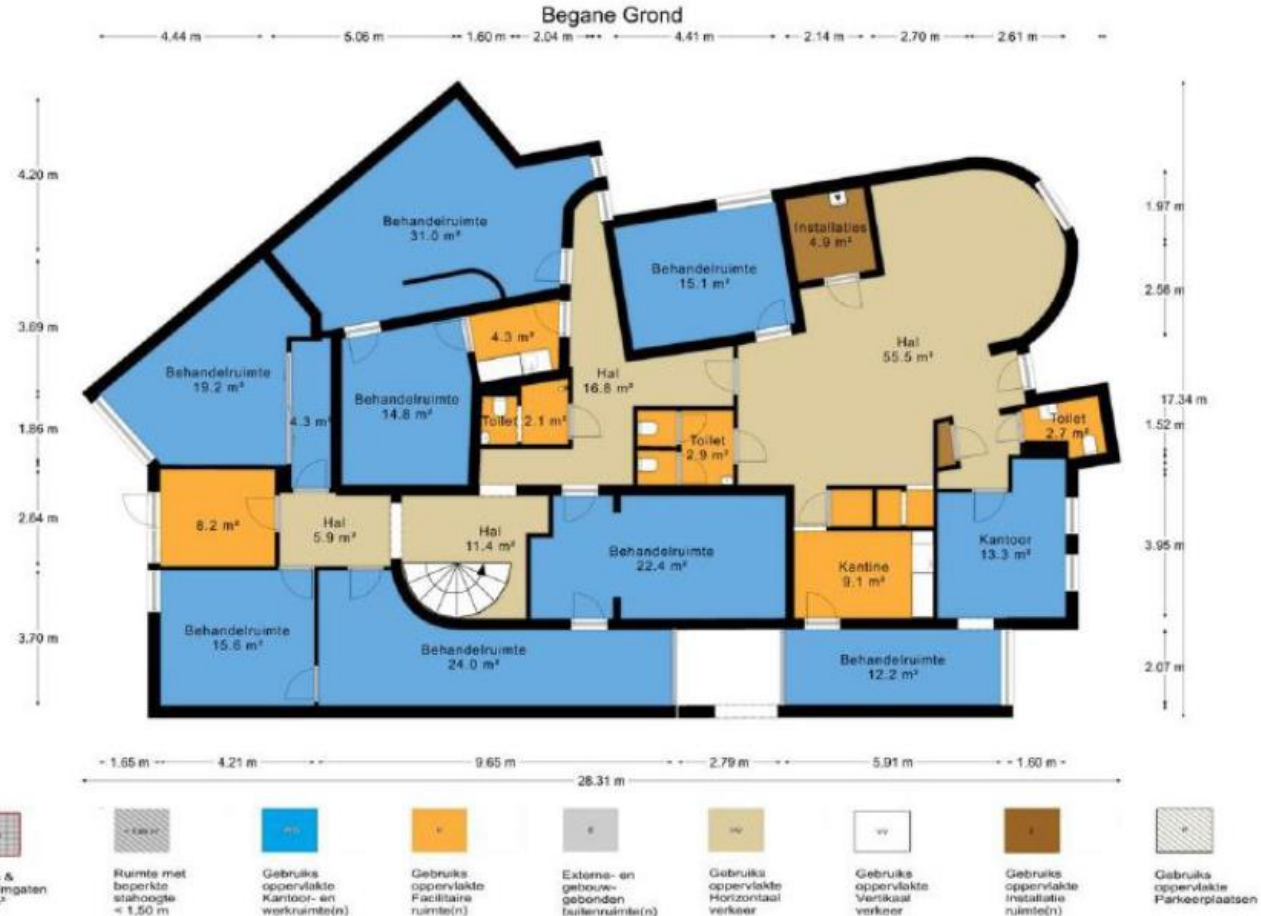 Begane Grond
4.44 m 5.06 m 1.60 m 2.04 m 4.41 m 2.14 m 2.70 m 2.61 m
4.20 m
3.69 m
1.86 m
2.64 m
3.70 m
1.97 m
2.58 m
17.34 m
1.52 m
3.95 m
2.07 m
Behandelruimte
31.0 m²
Behandelruimte
15.1 m²
Installaties
4.9 m²
Hal
55.5 m²
4.3 m²
Behandelruimte
19.2 m²
4.3 m²
Behandelruimte
14.8 m²
Hal
16.8 m²
Toilet
2.1 m²
Toilet
2.9 m²
Toilet
2.7 m²
8.2 m²
Hal
5.9 m²
Hal
11.4 m²
Behandelruimte
22.4 m²
Kantine
9.1 m²
Kantoor
13.3 m²
Behandelruimte
15.6 m²
Behandelruimte
24.0 m²
Behandelruimte
12.2 m²
1.65 m 4.21 m 9.65 m 2.79 m 5.91 m 1.60 m
28.31 m
&
mgaten
Ruimte met
beperkte
stahoogte
< 1,50 m
Gebruiks
oppervlakte
Kantoor- en
werkruimte(n)
Gebruiks
oppervlakte
Facilitaire
ruimte(n)
Externe- en
gebouw-
gebonden
buitenruimte(n)
Gebruiks
oppervlakte
Horizontaal
verkeer
Gebruiks
oppervlakte
Vertikaal
verkeer
Gebruiks
oppervlakte
Installatie
ruimte(n)
Gebruiks
oppervlakte
Parkeerplaatsen